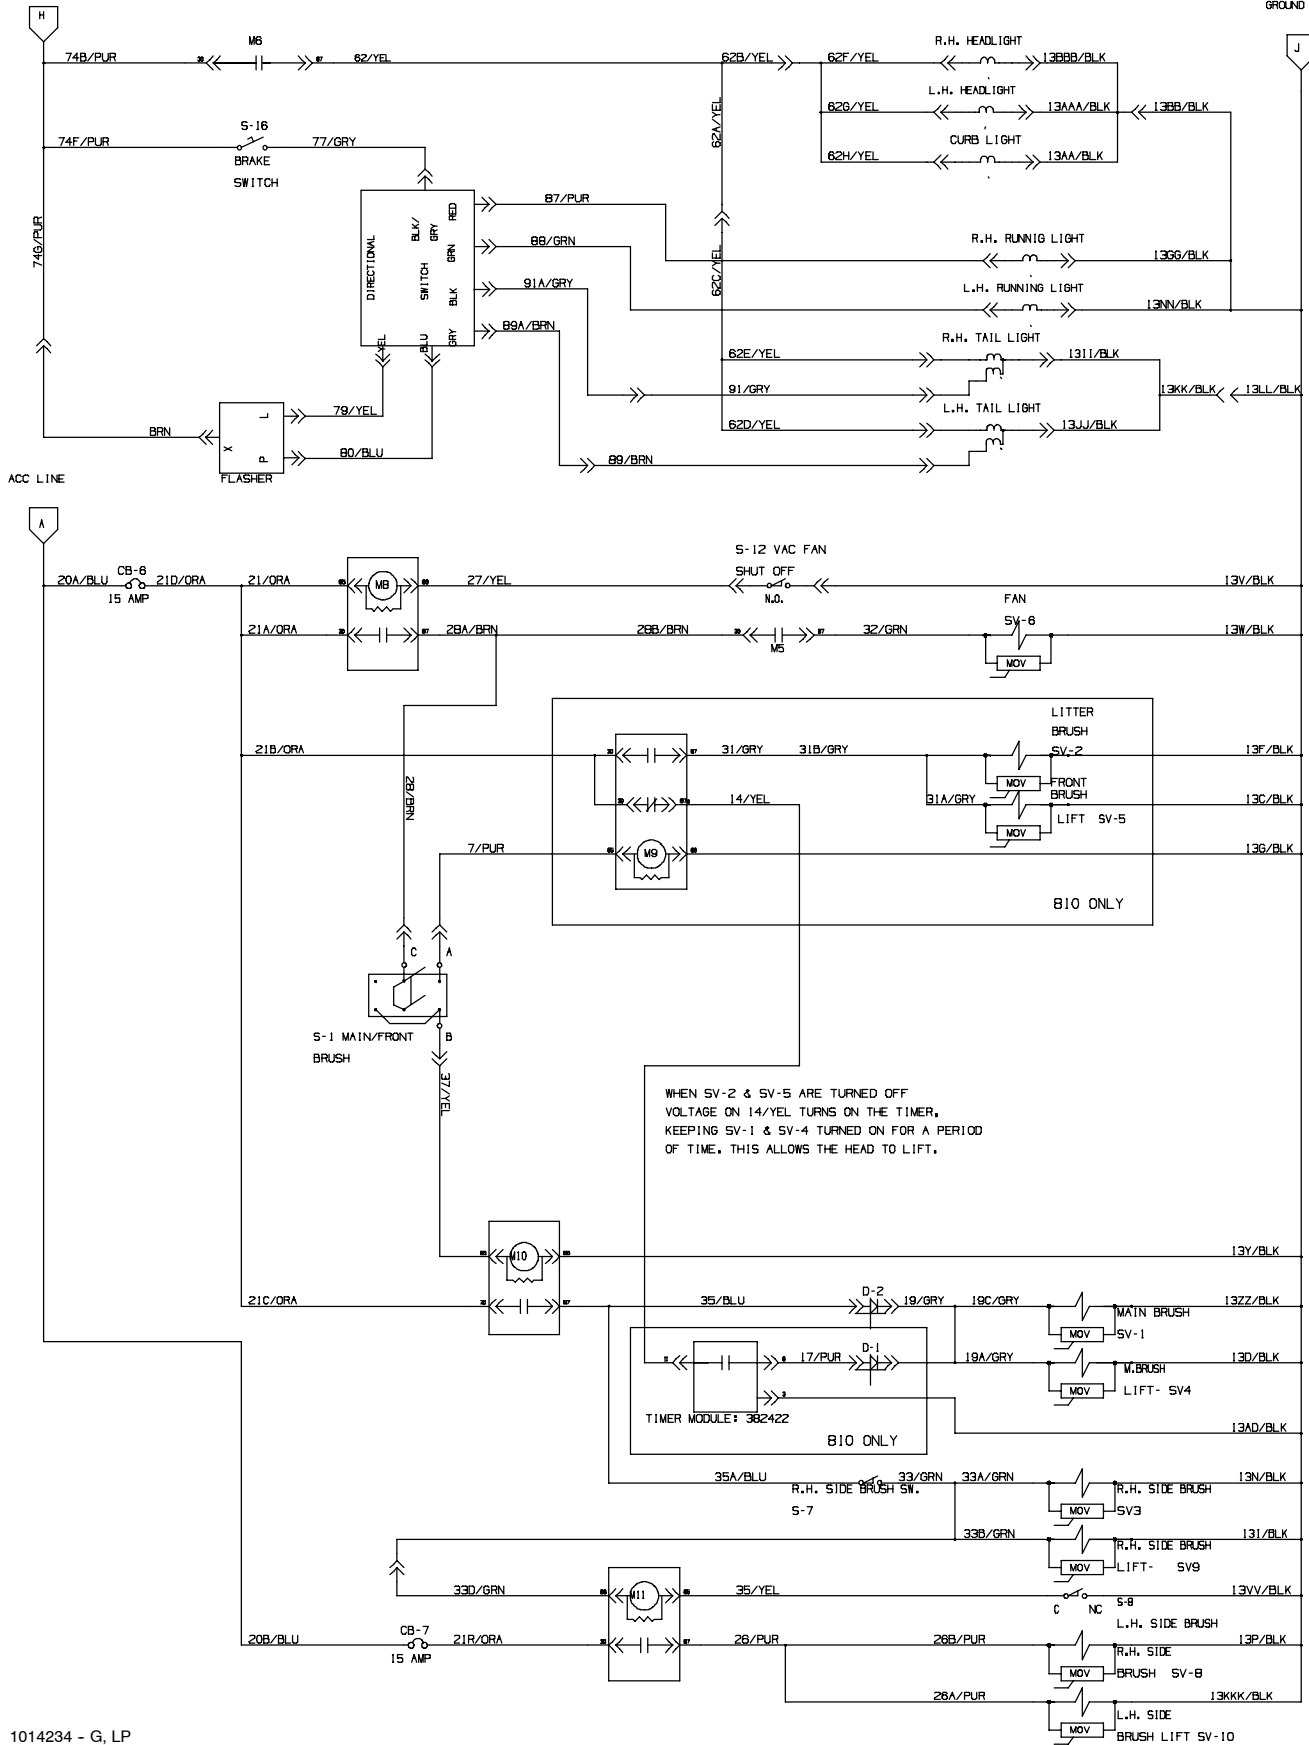 GROUND
H
J
M6
R.H. HEADLIGHT
74B/PUR
30
87
62/YEL
62B/YEL
62F/YEL
13BBB/BLK
L.H. HEADLIGHT
62A/YEL
62G/YEL
13AAA/BLK
13BB/BLK
S-16
CURB LIGHT
74F/PUR
77/GRY
62H/YEL
13AA/BLK
BRAKE
SWITCH
74G/PUR
DIRECTIONAL
SWITCH
BLK/
GRY
RED
GRN
BLK
GRY
YEL
BLU
87/PUR
R.H. RUNNIG LIGHT
88/GRN
13GG/BLK
62C/YEL
91A/GRY
L.H. RUNNING LIGHT
13NN/BLK
89A/BRN
R.H. TAIL LIGHT
62E/YEL
13II/BLK
91/GRY
13KK/BLK
13LL/BLK
79/YEL
L.H. TAIL LIGHT
BRN
X
L
P
62D/YEL
13JJ/BLK
80/BLU
89/BRN
FLASHER
ACC LINE
A
S-12 VAC FAN
SHUT OFF
CB-6
20A/BLU
21D/ORA
21/ORA
M8
27/YEL
13V/BLK
15 AMP
N.O.
FAN
SV-6
21A/ORA
28A/BRN
28B/BRN
32/GRN
13W/BLK
M5
MOV
LITTER
BRUSH
SV-2
21B/ORA
31/GRY
31B/GRY
13F/BLK
28/BRN
MOV
FRONT
BRUSH
14/YEL
31A/GRY
13C/BLK
LIFT SV-5
MOV
7/PUR
M9
13G/BLK
810 ONLY
C
A
S-1 MAIN/FRONT
BRUSH
B
37/YEL
WHEN SV-2 & SV-5 ARE TURNED OFF
VOLTAGE ON 14/YEL TURNS ON THE TIMER,
KEEPING SV-1 & SV-4 TURNED ON FOR A PERIOD
OF TIME. THIS ALLOWS THE HEAD TO LIFT.
M10
13Y/BLK
21C/ORA
35/BLU
D-2
19/GRY
19C/GRY
13ZZ/BLK
MAIN BRUSH
MOV
SV-1
D-1
17/PUR
19A/GRY
13D/BLK
M.BRUSH
MOV
LIFT- SV4
3
TIMER MODULE: 382422
13AD/BLK
810 ONLY
35A/BLU
33/GRN
33A/GRN
13N/BLK
R.H. SIDE BRUSH SW.
S-7
R.H. SIDE BRUSH
MOV
SV3
33B/GRN
13I/BLK
R.H. SIDE BRUSH
MOV
LIFT- SV9
33D/GRN
M11
35/YEL
13VV/BLK
C
NC
L.H. SIDE BRUSH
CB-7
20B/BLU
21R/ORA
26/PUR
26B/PUR
13P/BLK
15 AMP
R.H. SIDE
MOV
BRUSH SV-8
26A/PUR
13KKK/BLK
L.H. SIDE
MOV
BRUSH LIFT SV-10
1014234 - G, LP